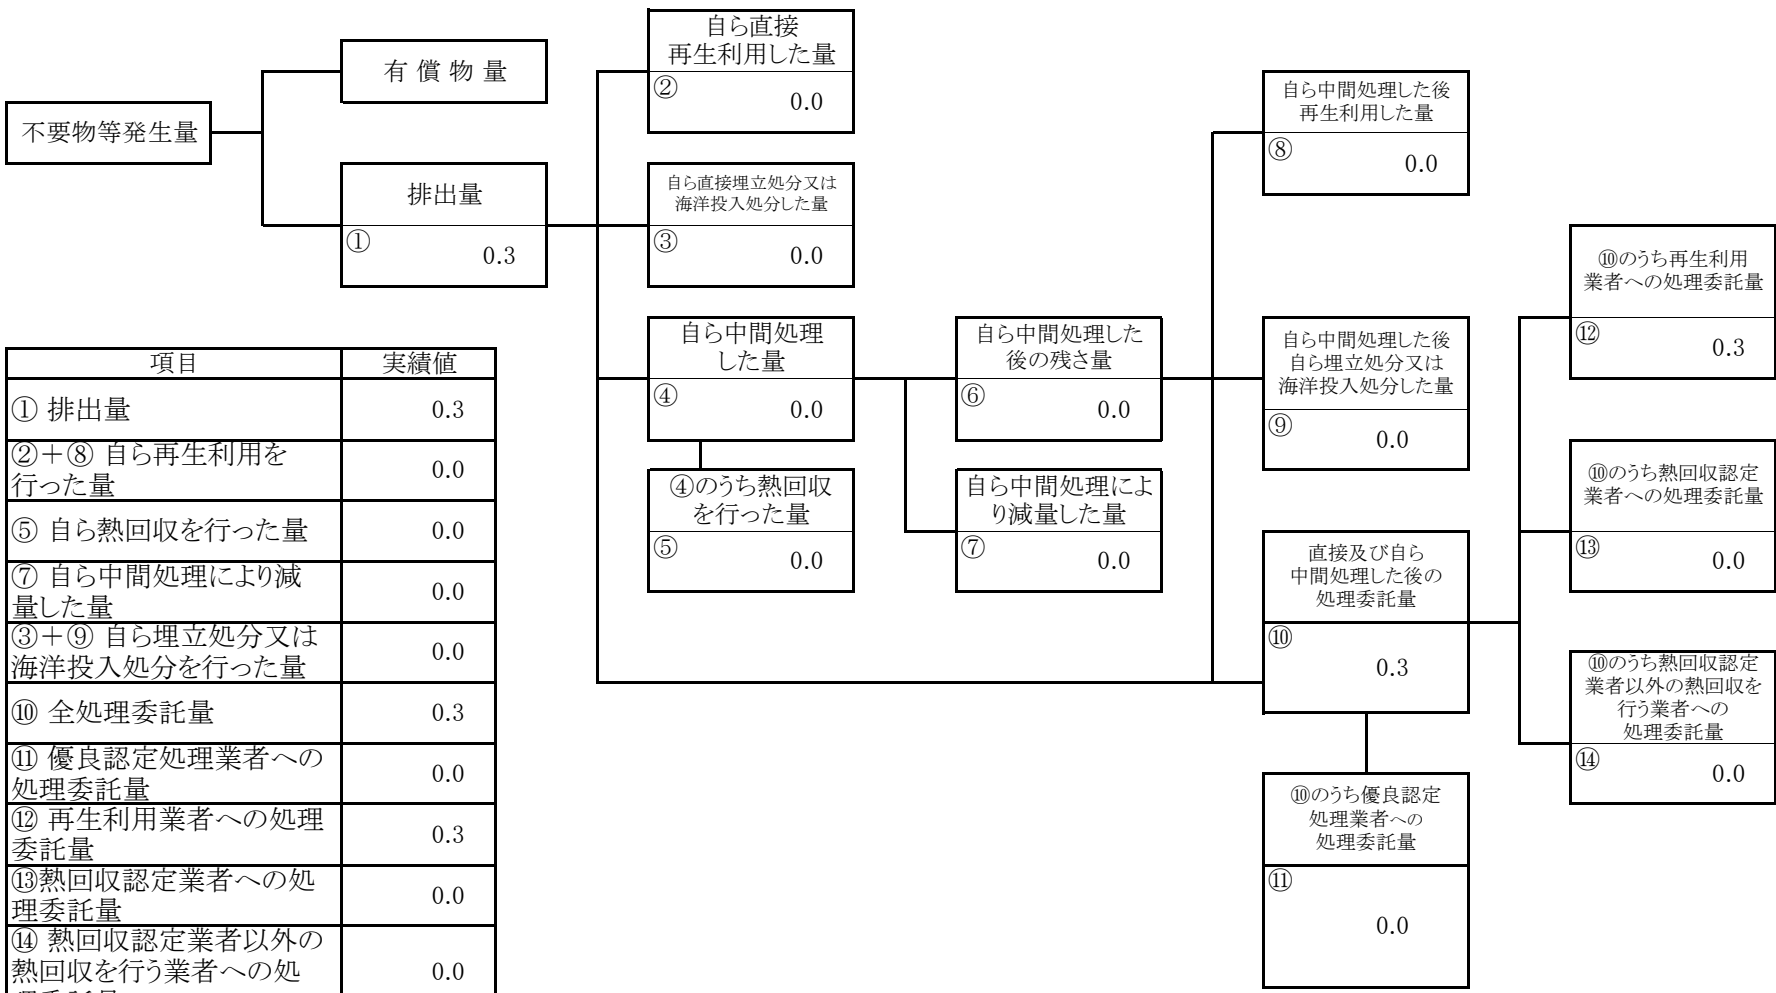 不要物等発生量
有 償 物 量
排出量
①
0.3
自ら直接
再生利用した量
②
0.0
自ら直接埋立処分又は
海洋投入処分した量
③
0.0
自ら中間処理
した量
④
0.0
④のうち熱回収
を行った量
⑤
0.0
自ら中間処理した
後の残さ量
⑥
0.0
自ら中間処理によ
り減量した量
⑦
0.0
自ら中間処理した後
再生利用した量
⑧
0.0
自ら中間処理した後
自ら埋立処分又は
海洋投入処分した量
⑨
0.0
直接及び自ら
中間処理した後の
処理委託量
⑩
0.3
⑩のうち優良認定
処理業者への
処理委託量
⑪
0.0
⑩のうち再生利用
業者への処理委託量
⑫
0.3
⑩のうち熱回収認定
業者への処理委託量
⑬
0.0
⑩のうち熱回収認定
業者以外の熱回収を
行う業者への
処理委託量
⑭
0.0
項目 実績値
① 排出量 0.3
②＋⑧ 自ら再生利用を
行った量 0.0
⑤ 自ら熱回収を行った量 0.0
⑦ 自ら中間処理により減
量した量 0.0
③＋⑨ 自ら埋立処分又は
海洋投入処分を行った量 0.0
⑩ 全処理委託量 0.3
⑪ 優良認定処理業者への
処理委託量 0.0
⑫ 再生利用業者への処理
委託量 0.3
⑬熱回収認定業者への処
理委託量 0.0
⑭ 熱回収認定業者以外の
熱回収を行う業者への処 0.0